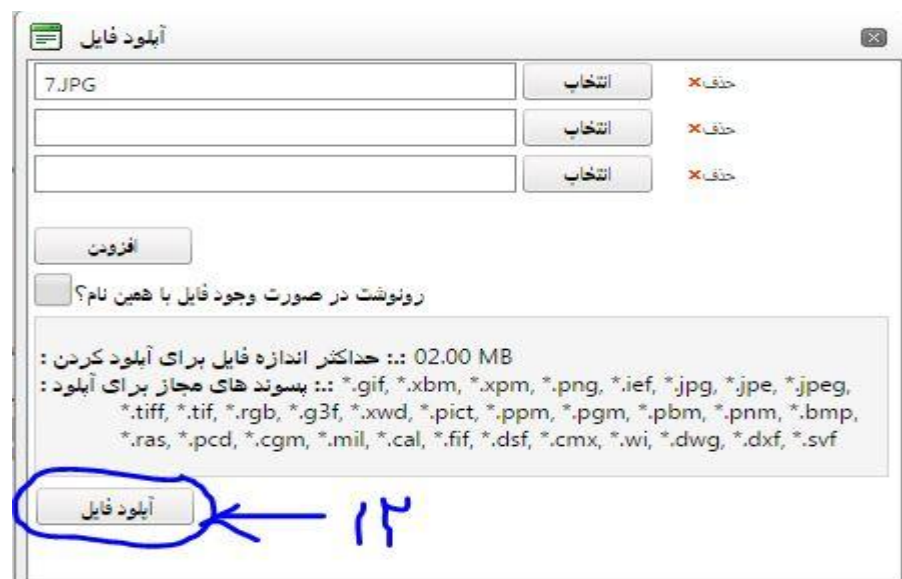 آپلود فایل
7.JPG انتخاب حذف
انتخاب حذف
انتخاب حذف
افزودن
رونوشت در صورت وجود فایل با همین نام؟
حداکثر اندازه فایل برای آپلود کردن : .: 02.00 MB
پسوند های مجاز برای آپلود : .: *.gif, *.xbm, *.xpm, *.png, *.ief, *.jpg, *.jpe, *.jpeg,
*.tiff, *.tif, *.rgb, *.g3f, *.xwd, *.pict, *.ppm, *.pgm, *.pbm, *.pnm, *.bmp,
*.ras, *.pcd, *.cgm, *.mil, *.cal, *.fif, *.dsf, *.cmx, *.wi, *.dwg, *.dxf, *.svf
آپلود فایل ۱۳